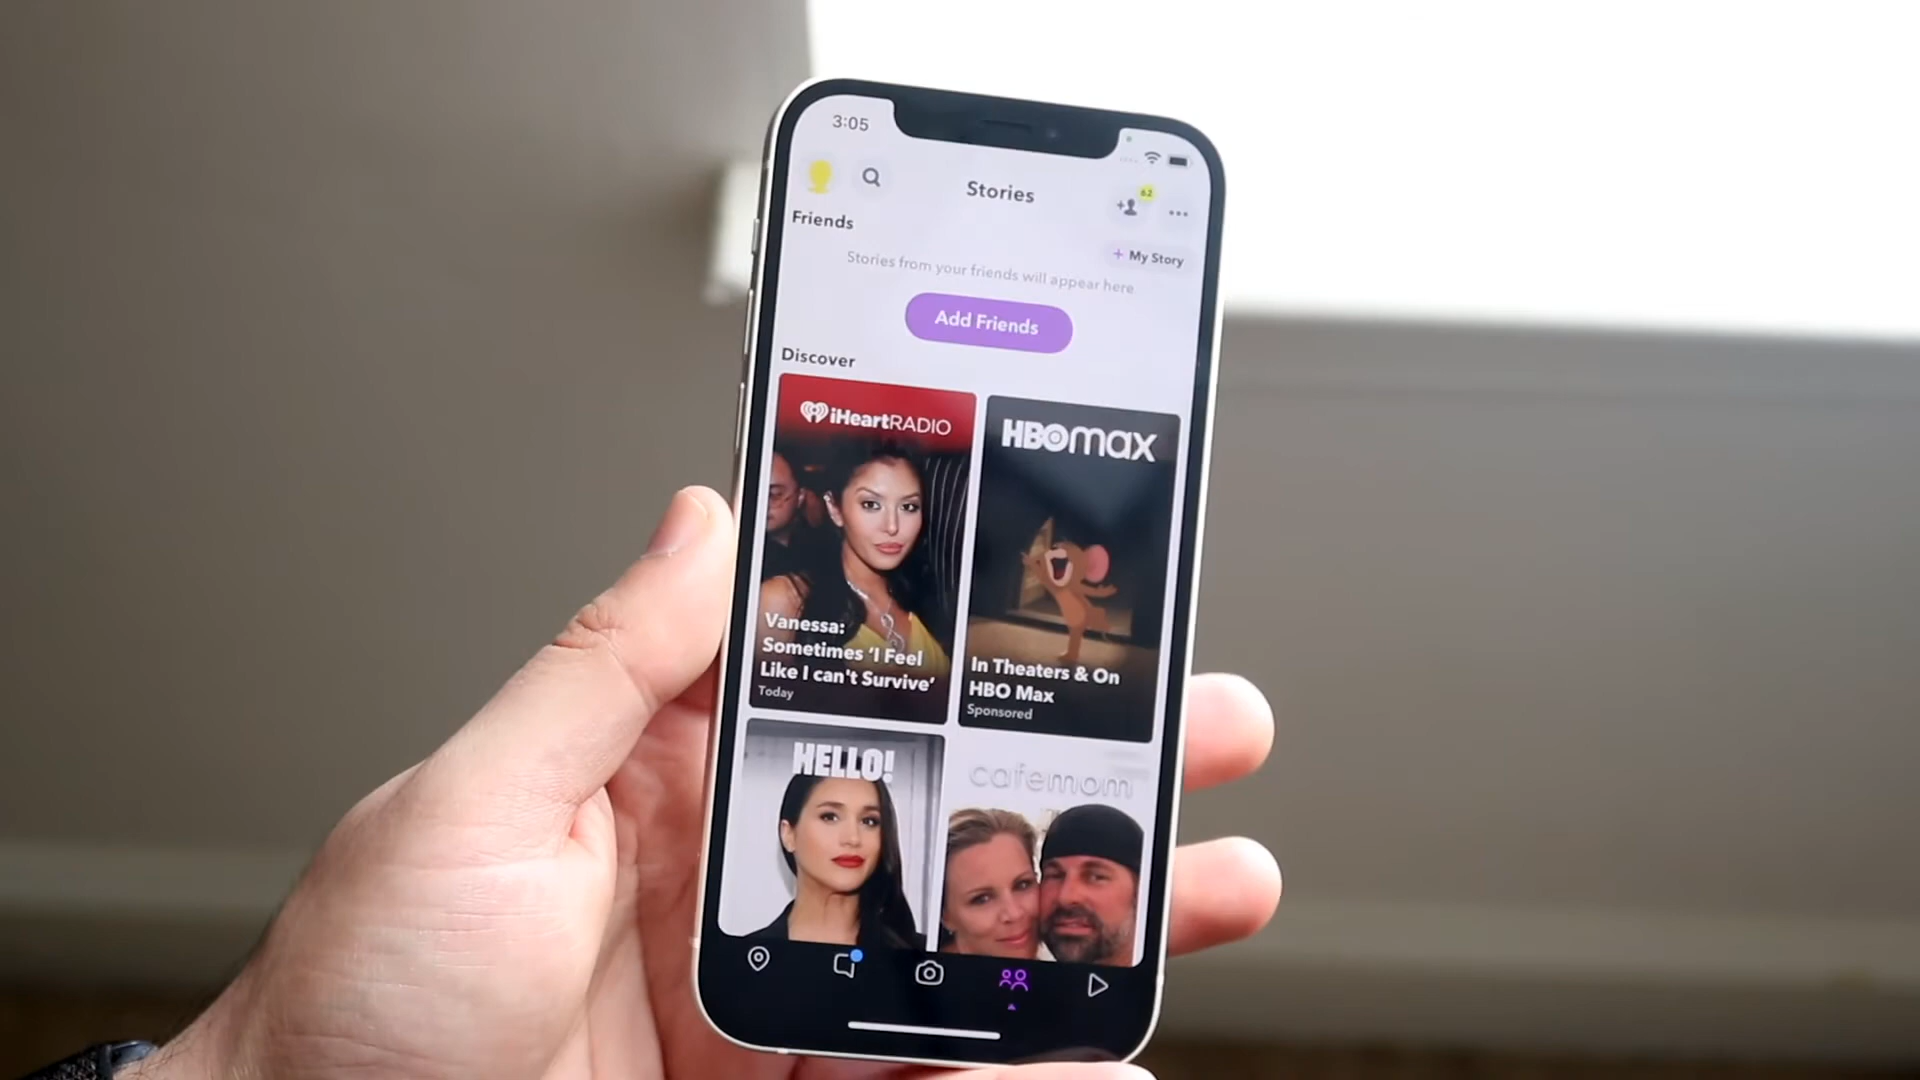 3:05
62
Stories
Friends
+ My Story
Stories from your friends will appear here
Add Friends
Discover
iHeartRADIO
Vanessa:
Sometimes ‘I Feel
Like I can't Survive’
Today
HBOmax
In Theaters & On
HBO Max
Sponsored
HELLO!
cafemom